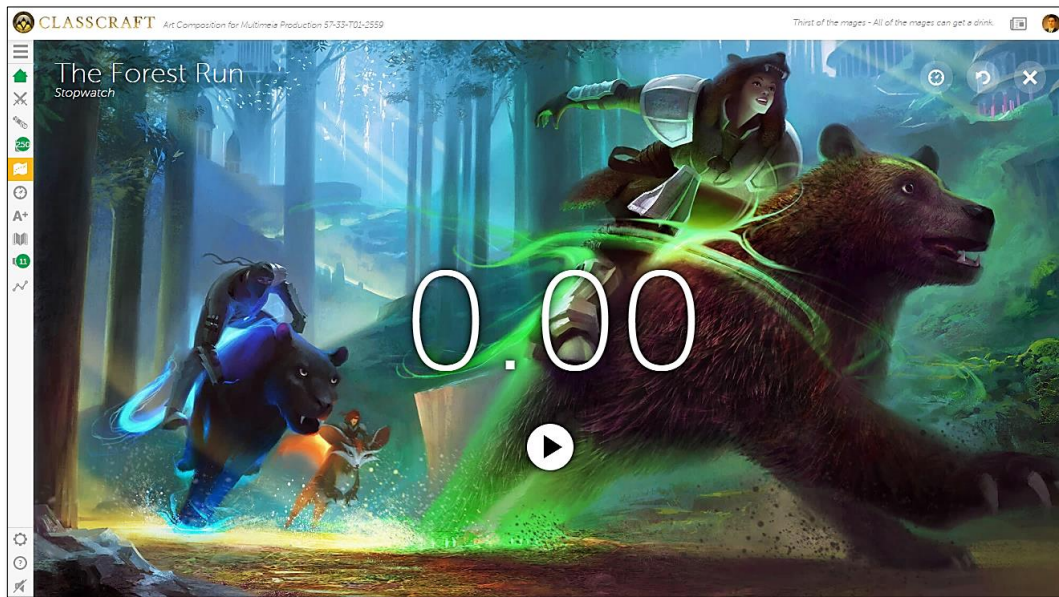 CLASSCRAFT Art Composition for Multimeia Production 57-33-T01-2559
Thirst of the mages - All of the mages can get a drink.
The Forest Run
Stopwatch
250
A+
11
0.00
?